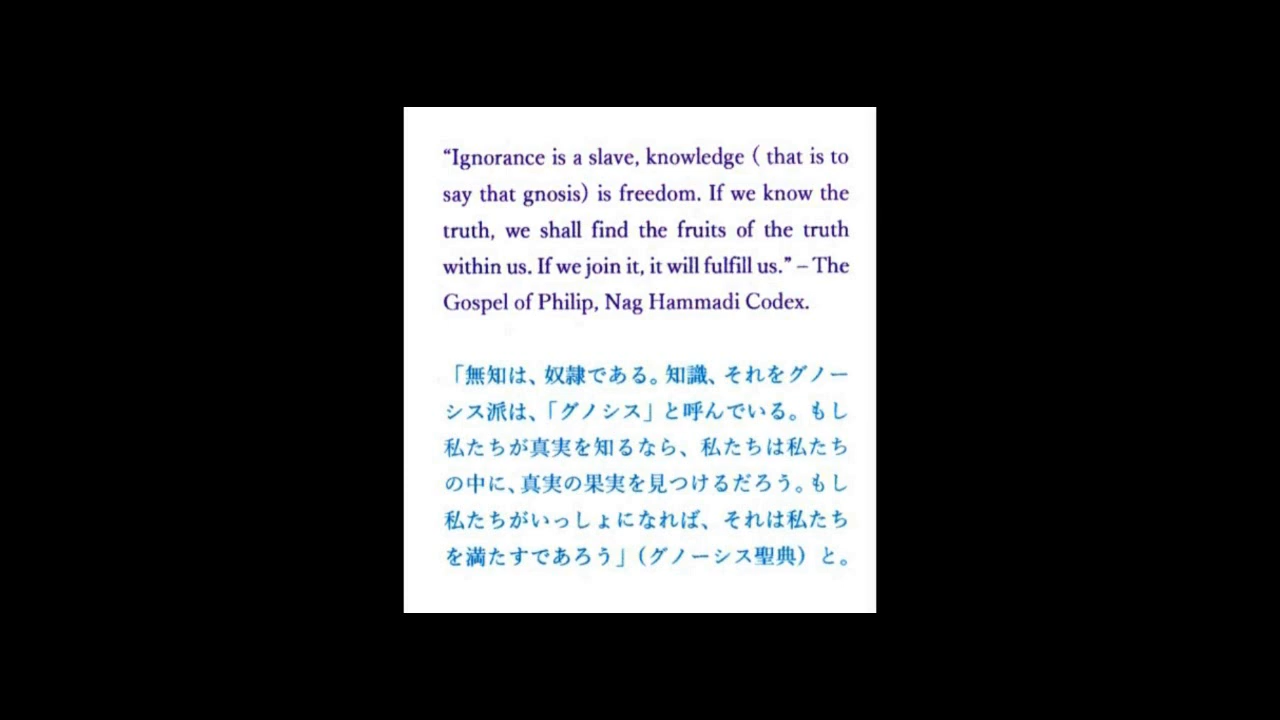 “Ignorance is a slave, knowledge ( that is to
say that gnosis) is freedom. If we know the
truth, we shall find the fruits of the truth
within us. If we join it, it will fulfill us.” – The
Gospel of Philip, Nag Hammadi Codex.
「無知は、奴隷である。知識、それをグノー
シス派は、「グノシス」と呼んでいる。もし
私たちが真実を知るなら、私たちは私たち
の中に、真実の果実を見つけるだろう。もし
私たちがいっしょになれば、それは私たち
を満たすであろう」（グノーシス聖典）と。